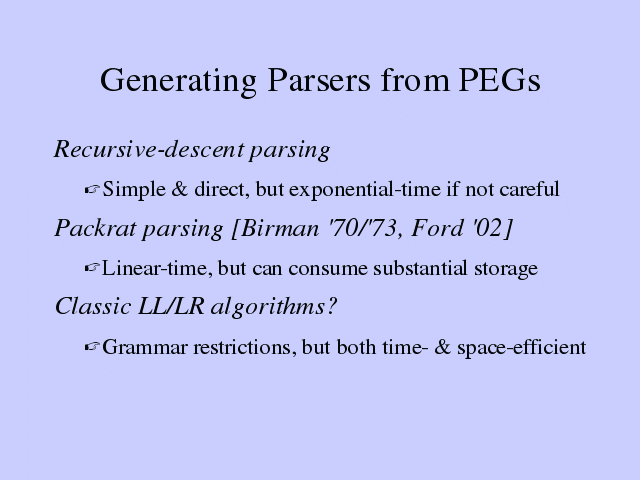 Generating Parsers from PEGs
Recursive-descent parsing
☞Simple & direct, but exponential-time if not careful
Packrat parsing [Birman '70/'73, Ford '02]
☞Linear-time, but can consume substantial storage
Classic LL/LR algorithms?
☞Grammar restrictions, but both time- & space-efficient